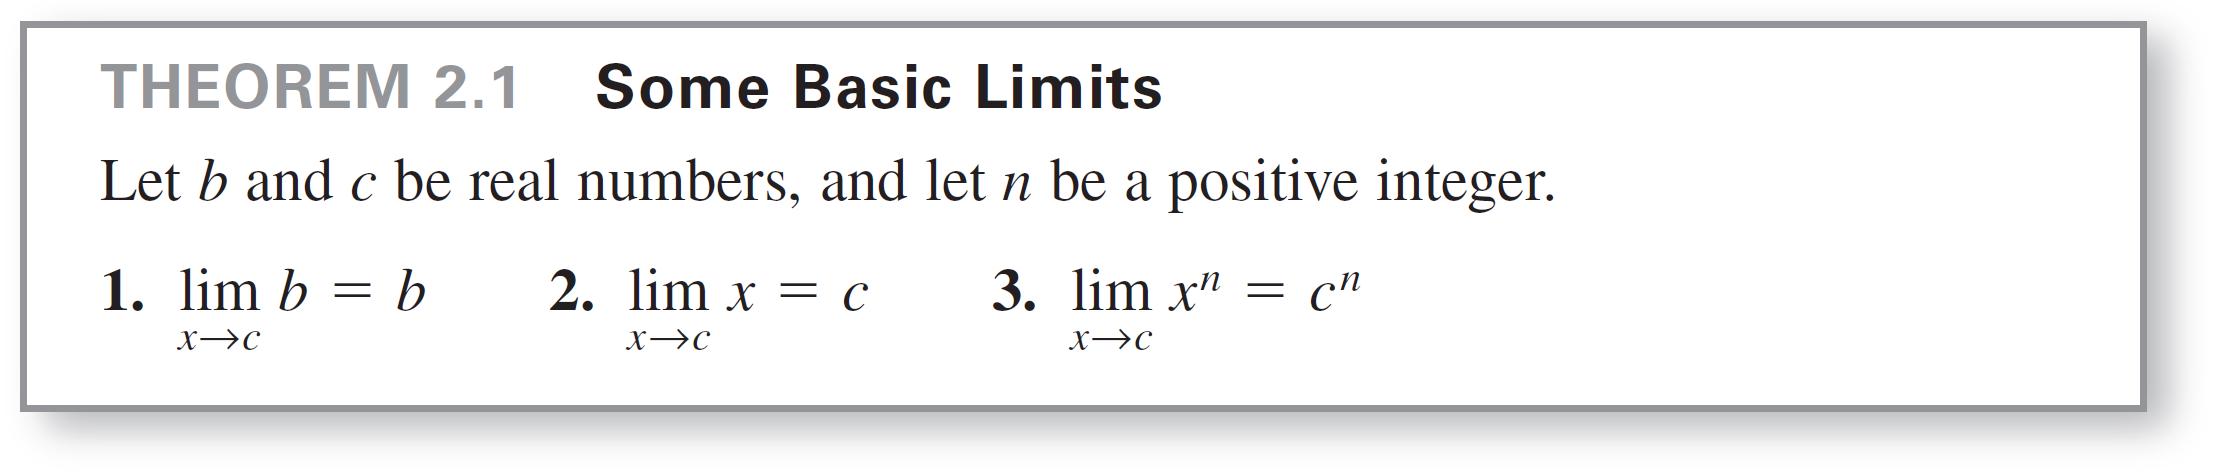 THEOREM 2.1 Some Basic Limits
Let b and c be real numbers, and let n be a positive integer.
1. lim b = b 2. lim x = c 3. lim xⁿ = cⁿ
x→c x→c x→c